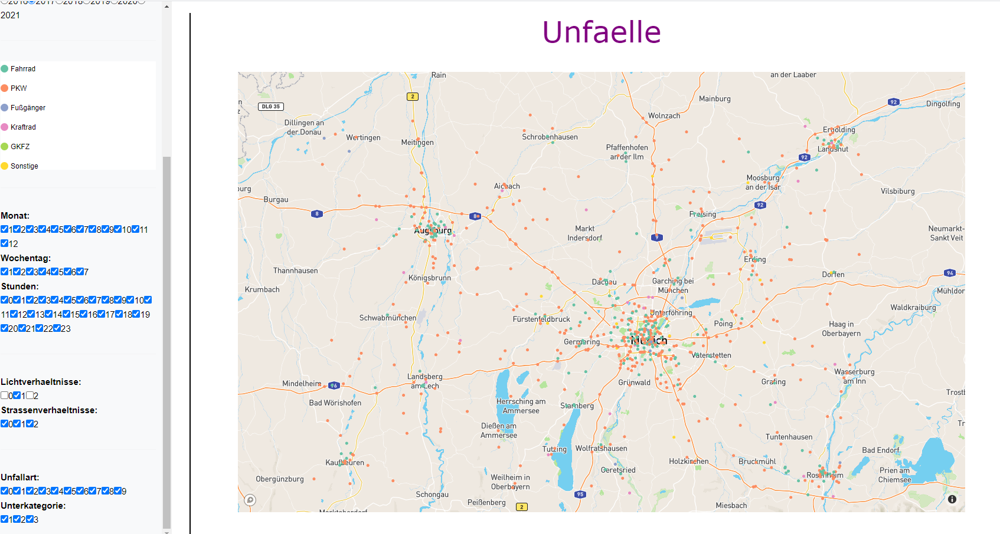 2016 2017 2018 2019 2020
2021
Fahrrad
PKW
Fußgänger
Kraftrad
GKFZ
Sonstige
Monat:
1 2 3 4 5 6 7 8 9 10 11
12
Wochentag:
1 2 3 4 5 6 7
Stunden:
0 1 2 3 4 5 6 7 8 9 10
11 12 13 14 15 16 17 18 19
20 21 22 23
Lichtverhaeltnisse:
0 1 2
Strassenverhaeltnisse:
0 1 2
Unfallart:
0 1 2 3 4 5 6 7 8 9
Unterkategorie:
1 2 3
Unfaelle
Rain
an der Laaber
2
DLG 35
Mainburg
92
Dingolfing
Wolnzach
Dillingen an
der Donau
Wertingen
Meitingen
Schrobenhausen
Ergolding
Landshut
Pfaffenhofen
an der Ilm
92
Moosburg
an der Isar
Aichach
burg
Burgau
Vilsbiburg
8
8
92
Freising
Augsburg
Markt
Indersdorf
9
Neumarkt-
Sankt Veit
Erding
Thannhausen
Königsbrunn
Dachau
Garching bei
München
Dorfen
94
Krumbach
Mühldor
Waldkraiburg
Schwabmünchen
Fürstenfeldbruck
Unterföhring
Poing
Haag in
Oberbayern
Germering
Munich
Vaterstetten
Landsberg
am Lech
Mindelheim
96
Grünwald
Grafing
Wasserburg
am Inn
Trostb
Bad Wörishofen
Herrsching am
Ammersee
Starnberg
Dießen am
Ammersee
Tr
Tuntenhausen
Tutzing
Wolfratshausen
Bad Endorf
Kaufbeuren
Holzkirchen
Bruckmühl
Geretsried
Rosenheim
Prien am
Chiemsee
Obergünzburg
Weilheim in
Oberbayern
Schongau
95
Peißenberg
2
Miesbach
Marktoberdorf